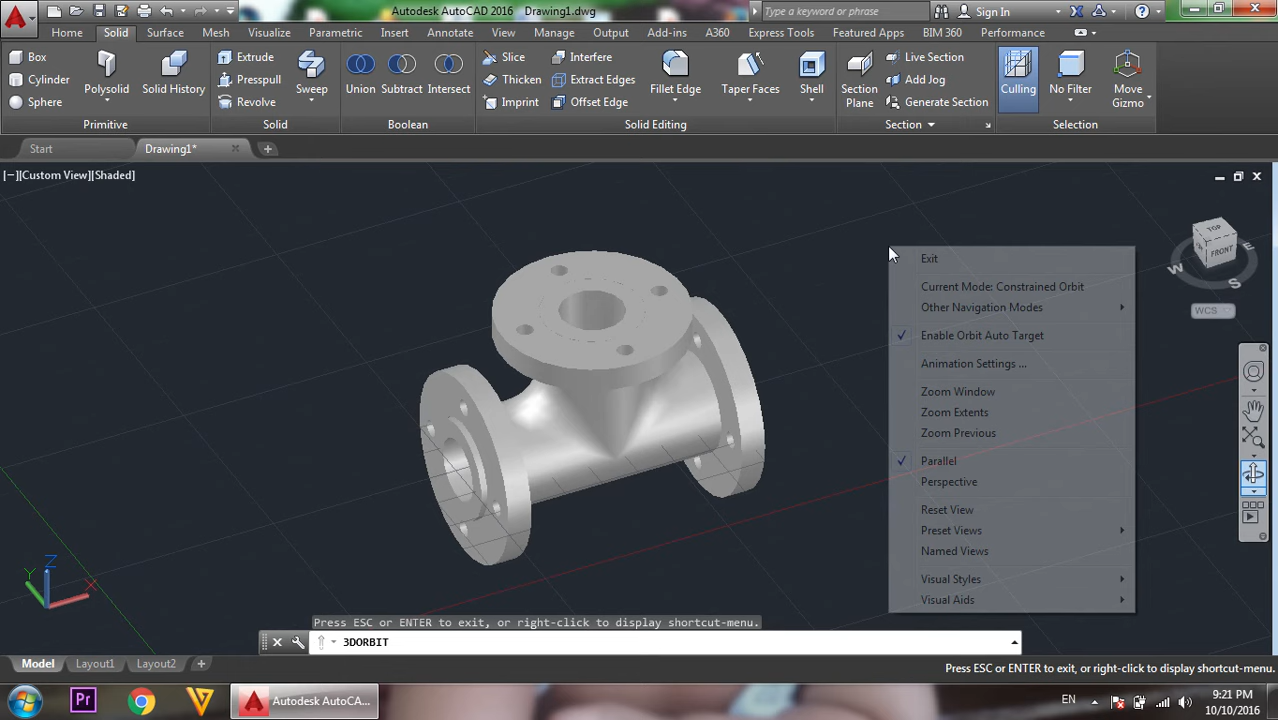 Autodesk AutoCAD 2016 Drawing1.dwg
Type a keyword or phrase
Sign In
Home Solid Surface Mesh Visualize Parametric Insert Annotate View Manage Output Add-ins A360 Express Tools Featured Apps BIM 360 Performance
Box
Cylinder
Sphere
Polysolid
Solid History
Primitive
Extrude
Presspull
Revolve
Sweep
Solid
Union
Subtract
Intersect
Boolean
Slice
Thicken
Imprint
Interfere
Extract Edges
Offset Edge
Fillet Edge
Taper Faces
Shell
Solid Editing
Section
Plane
Live Section
Add Jog
Generate Section
Section
Culling
No Filter
Move
Gizmo
Selection
Start
Drawing1*
[−][Custom View][Shaded]
TOP
FRONT
W
S
E
WCS
Exit
Current Mode: Constrained Orbit
Other Navigation Modes
Enable Orbit Auto Target
Animation Settings ...
Zoom Window
Zoom Extents
Zoom Previous
Parallel
Perspective
Reset View
Preset Views
Named Views
Visual Styles
Visual Aids
Z
Y
X
Press ESC or ENTER to exit, or right-click to display shortcut-menu.
3DORBIT
Model
Layout1
Layout2
Press ESC or ENTER to exit, or right-click to display shortcut-menu.
Pr
Autodesk AutoCA...
EN
9:21 PM
10/10/2016